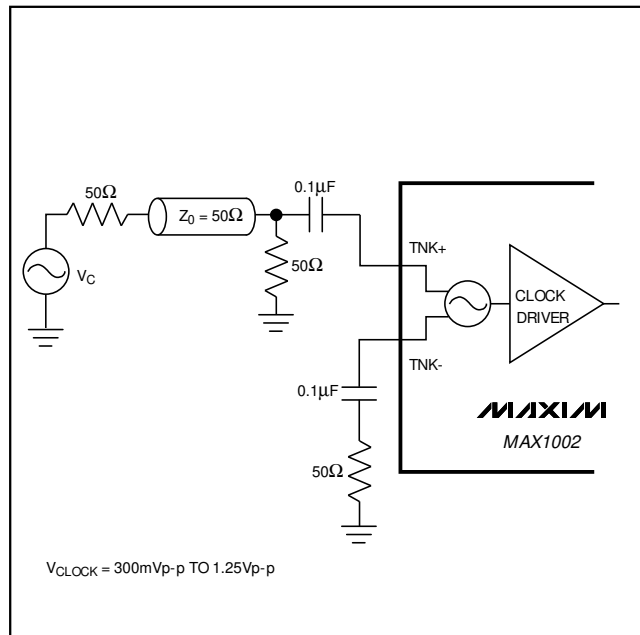 0.1μF
50Ω
Z0 = 50Ω
50Ω
VC
TNK+
CLOCK
DRIVER
TNK-
0.1μF
MAXIM
MAX1002
50Ω
VCLOCK = 300mVp-p TO 1.25Vp-p